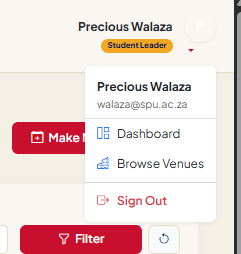 Precious Walaza
Student Leader
Precious Walaza
walaza@spu.ac.za
Dashboard
Make
Browse Venues
Sign Out
Filter